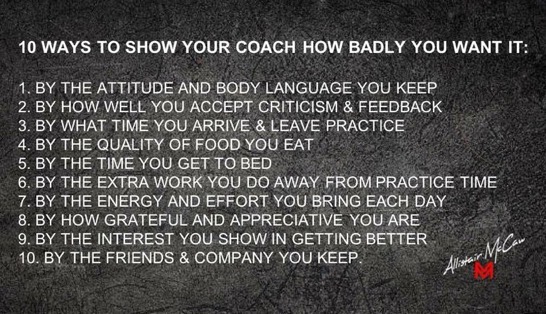 10 WAYS TO SHOW YOUR COACH HOW BADLY YOU WANT IT:
1. BY THE ATTITUDE AND BODY LANGUAGE YOU KEEP
2. BY HOW WELL YOU ACCEPT CRITICISM & FEEDBACK
3. BY WHAT TIME YOU ARRIVE & LEAVE PRACTICE
4. BY THE QUALITY OF FOOD YOU EAT
5. BY THE TIME YOU GET TO BED
6. BY THE EXTRA WORK YOU DO AWAY FROM PRACTICE TIME
7. BY THE ENERGY AND EFFORT YOU BRING EACH DAY
8. BY HOW GRATEFUL AND APPRECIATIVE YOU ARE
9. BY THE INTEREST YOU SHOW IN GETTING BETTER
10. BY THE FRIENDS & COMPANY YOU KEEP.
Allistair McCaw